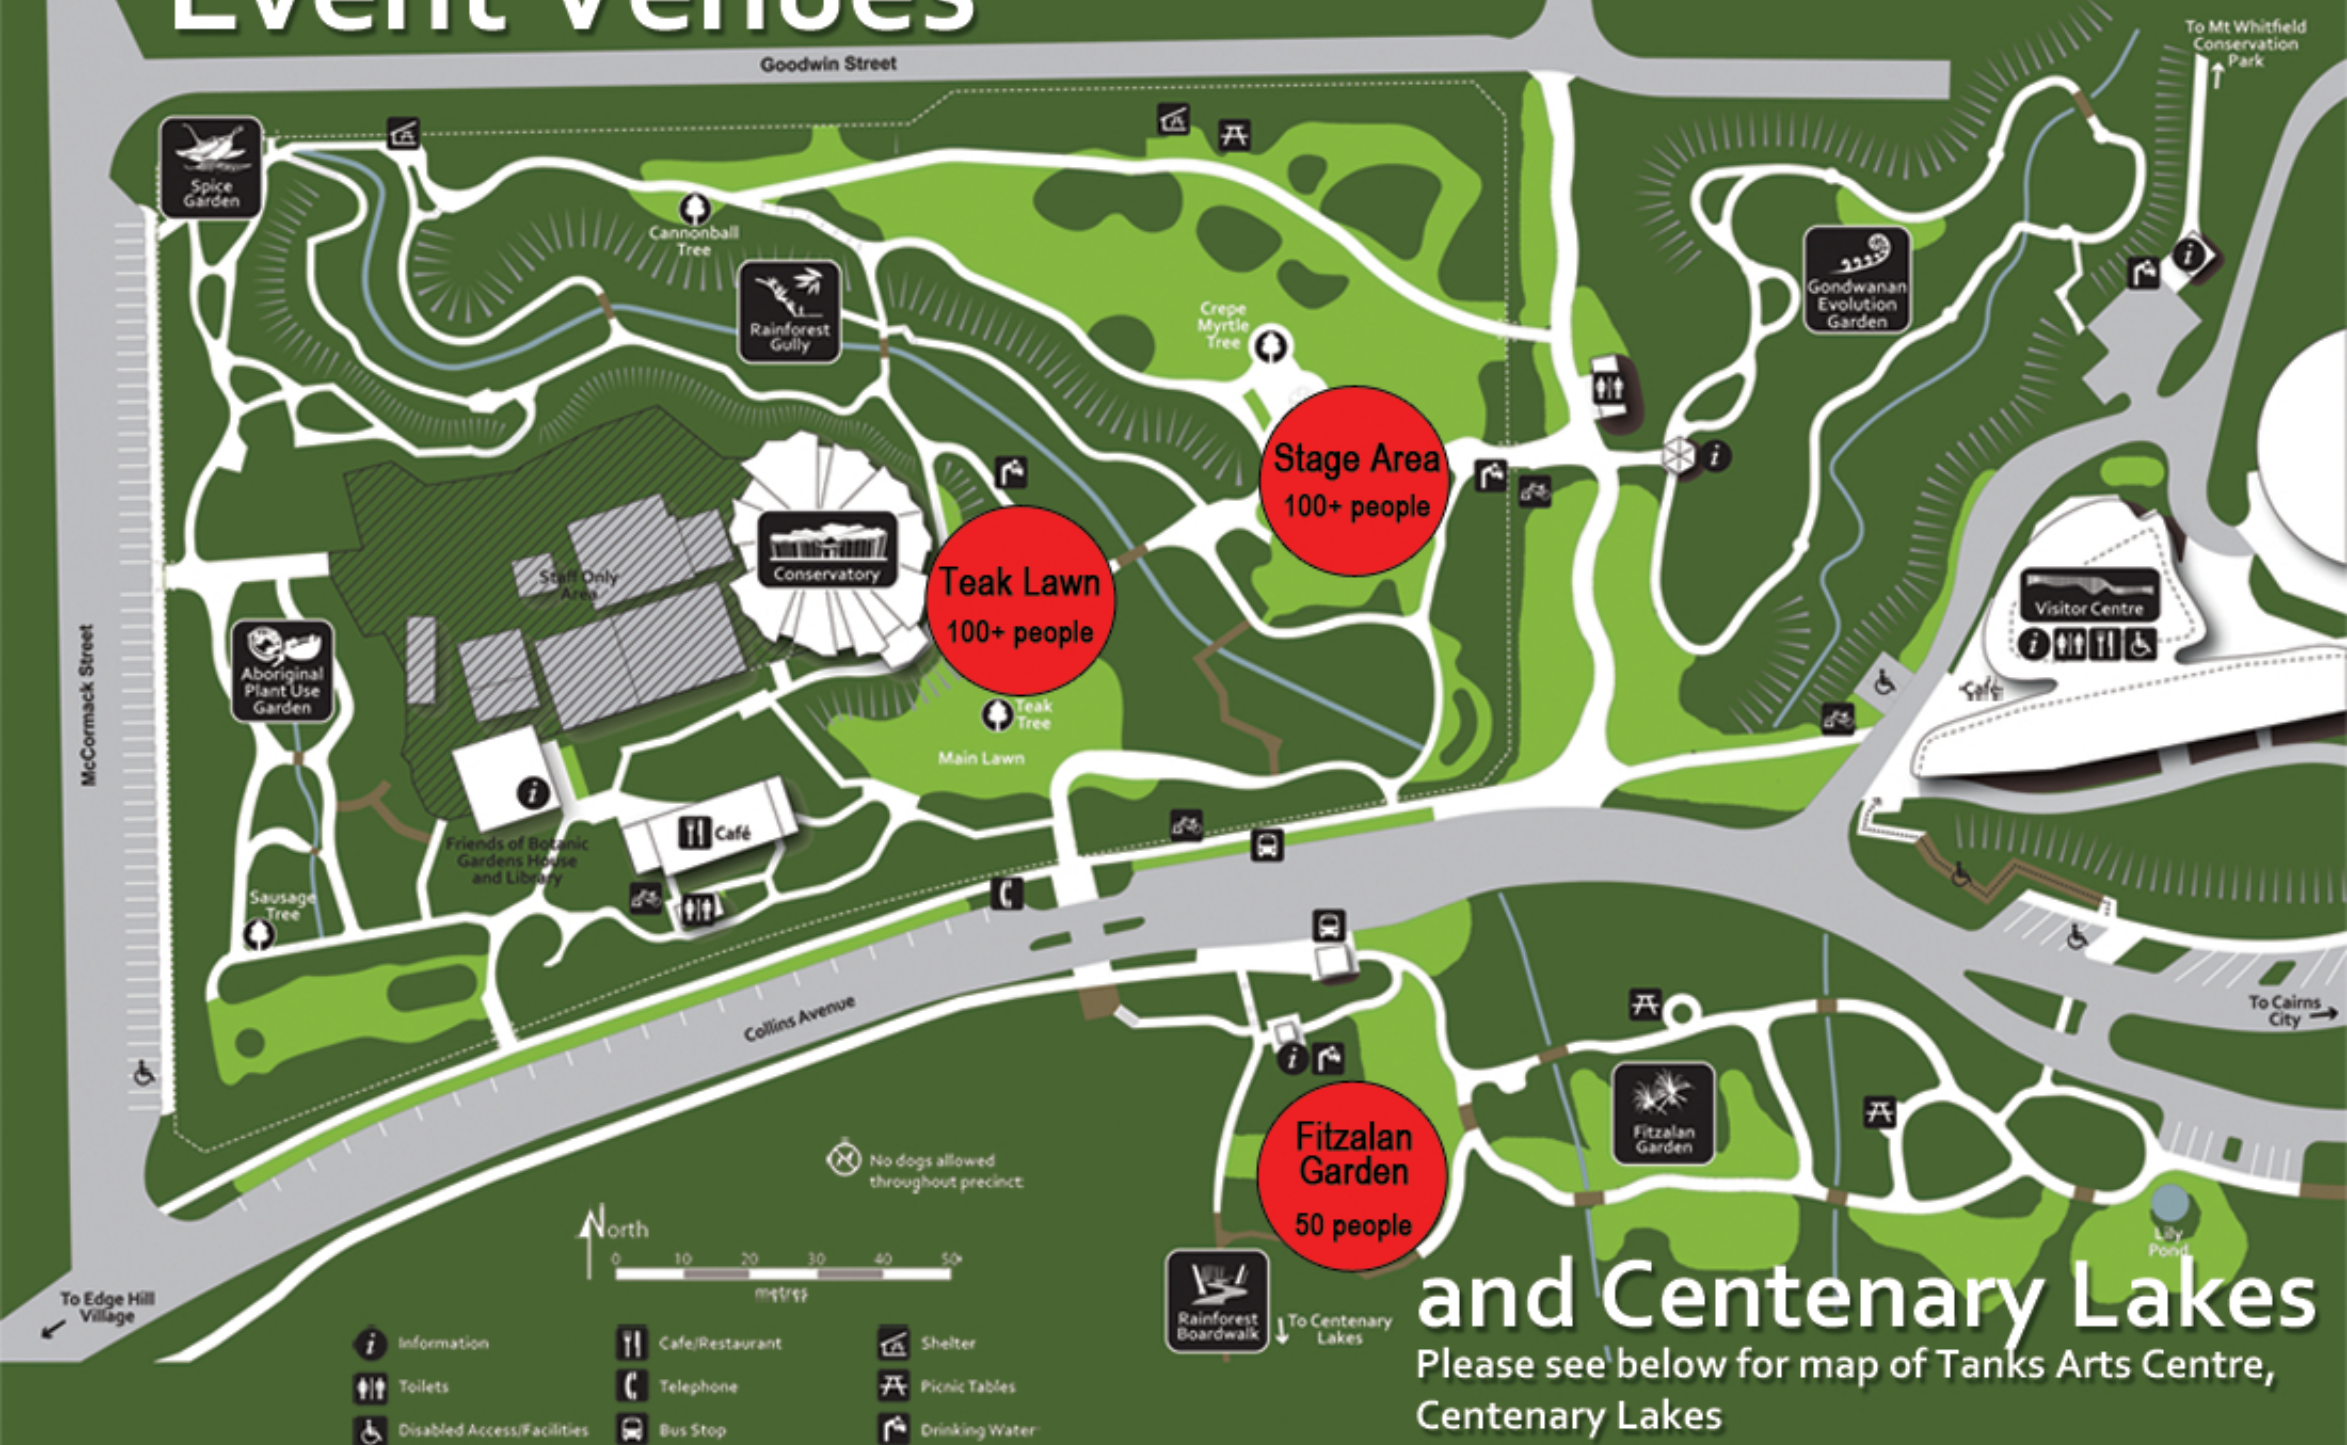 Event Venues
Goodwin Street
To Mt Whitfield
Conservation
Park
Spice
Garden
Cannonball
Tree
Rainforest
Gully
Crepe
Myrtle
Tree
Gondwanan
Evolution
Garden
Stage Area
100+ people
Conservatory
Staff Only
Area
Teak Lawn
100+ people
Visitor Centre
Café
McCormack Street
Aboriginal
Plant Use
Garden
Teak
Tree
Main Lawn
Café
Friends of Botanic
Gardens House
and Library
Sausage
Tree
Collins Avenue
To Cairns
City
Fitzalan
Garden
50 people
Fitzalan
Garden
No dogs allowed
throughout precinct
North
0 10 20 30 40 50
metres
Lily
Pond
To Edge Hill
Village
Rainforest
Boardwalk
To Centenary
Lakes
and Centenary Lakes
Please see below for map of Tanks Arts Centre,
Centenary Lakes
Information
Cafe/Restaurant
Shelter
Toilets
Telephone
Picnic Tables
Disabled Access/Facilities
Bus Stop
Drinking Water